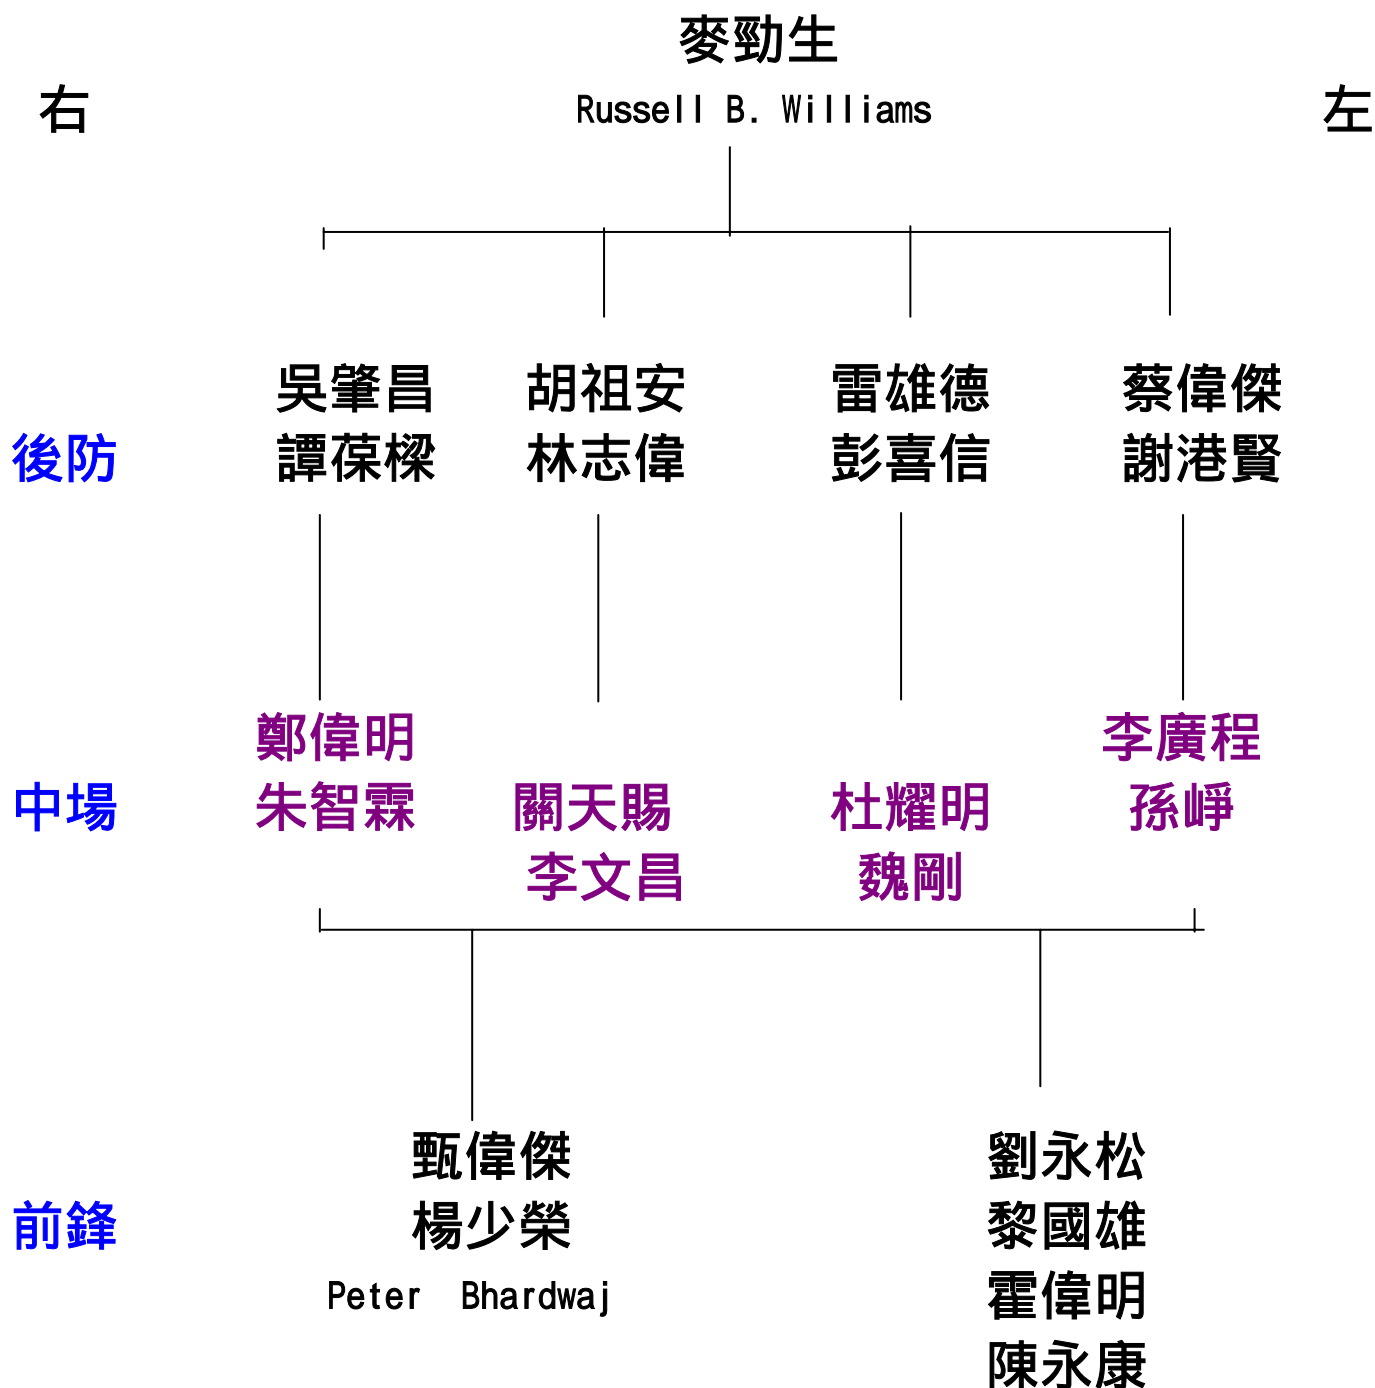 麥勁生
右
Russell B. Williams
左
吳肇昌 胡祖安 雷雄德 蔡偉傑
後防 譚葆樑 林志偉 彭喜信 謝港賢
鄭偉明 李廣程
中場 朱智霖 關天賜 杜耀明 孫崢
李文昌 魏剛
甄偉傑 劉永松
前鋒 楊少榮 黎國雄
Peter Bhardwaj 霍偉明
陳永康